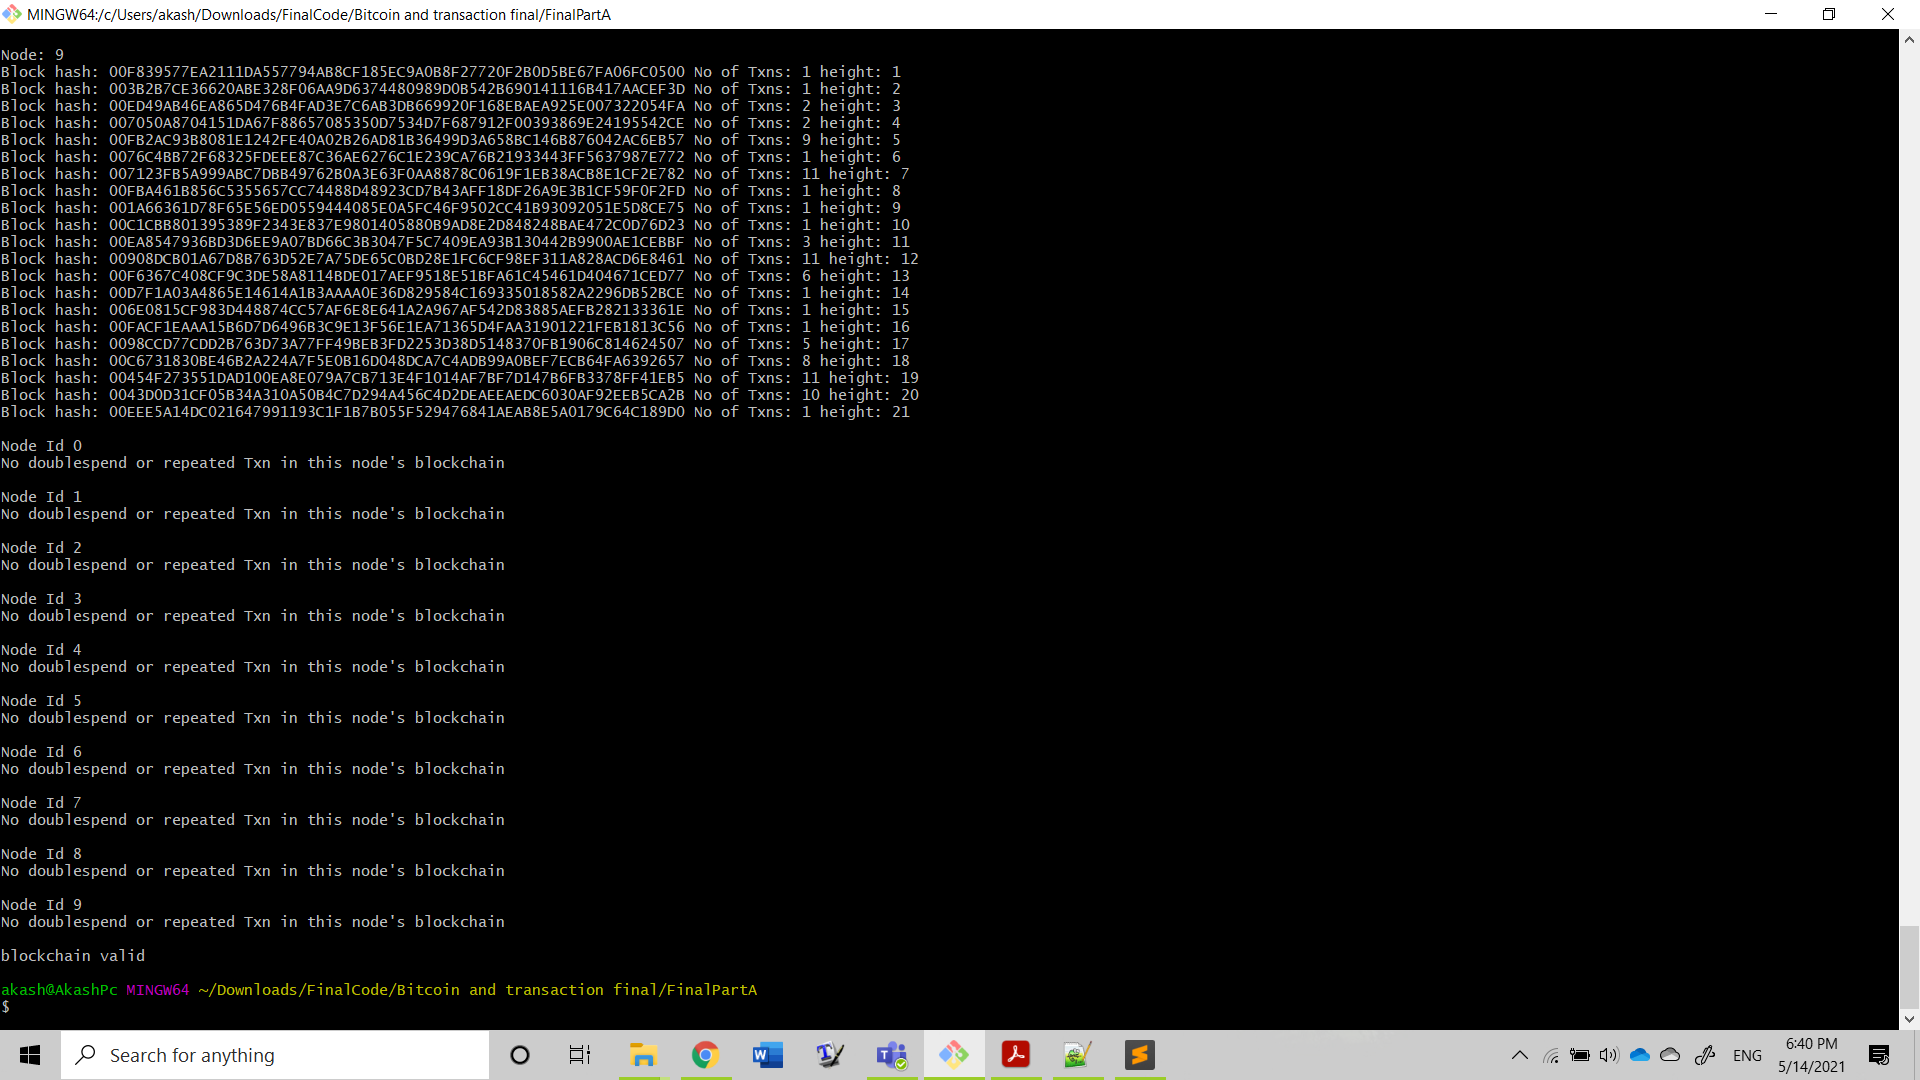 MINGW64:/c/Users/akash/Downloads/FinalCode/Bitcoin and transaction final/FinalPartA
Node: 9
Block hash: 00F839577EA2111DA557794AB8CF185EC9A0B8F27720F2B0D5BE67FA06FC0500 No of Txns: 1 height: 1
Block hash: 003B2B7CE36620ABE328F06AA9D6374480989D0B542B690141116B417AACEF3D No of Txns: 1 height: 2
Block hash: 00ED49AB46EA865D476B4FAD3E7C6AB3DB669920F168EBAEA925E007322054FA No of Txns: 2 height: 3
Block hash: 007050A8704151DA67F88657085350D7534D7F687912F00393869E24195542CE No of Txns: 2 height: 4
Block hash: 00FB2AC93B8081E1242FE40A02B26AD81B36499D3A658BC146B876042AC6EB57 No of Txns: 9 height: 5
Block hash: 0076C4BB72F68325FDEEE87C36AE6276C1E239CA76B21933443FF5637987E772 No of Txns: 1 height: 6
Block hash: 007123FB5A999ABC7DBB49762B0A3E63F0AA8878C0619F1EB38ACB8E1CF2E782 No of Txns: 11 height: 7
Block hash: 00FBA461B856C5355657CC74488D48923CD7B43AFF18DF26A9E3B1CF59F0F2FD No of Txns: 1 height: 8
Block hash: 001A66361D78F65E56ED0559444085E0A5FC46F9502CC41B93092051E5D8CE75 No of Txns: 1 height: 9
Block hash: 00C1CBB801395389F2343E837E9801405880B9AD8E2D848248BAE472C0D76D23 No of Txns: 1 height: 10
Block hash: 00EA8547936BD3D6EE9A07BD66C3B3047F5C7409EA93B130442B9900AE1CEBBF No of Txns: 3 height: 11
Block hash: 00908DCB01A67D8B763D52E7A75DE65C0BD28E1FC6CF98EF311A828ACD6E8461 No of Txns: 11 height: 12
Block hash: 00F6367C408CF9C3DE58A8114BDE017AEF9518E51BFA61C45461D404671CED77 No of Txns: 6 height: 13
Block hash: 00D7F1A03A4865E14614A1B3AAAA0E36D829584C169335018582A2296DB52BCE No of Txns: 1 height: 14
Block hash: 006E0815CF983D448874CC57AF6E8E641A2A967AF542D83885AEFB282133361E No of Txns: 1 height: 15
Block hash: 00FACF1EAAA15B6D7D6496B3C9E13F56E1EA71365D4FAA31901221FEB1813C56 No of Txns: 1 height: 16
Block hash: 0098CCD77CDD2B763D73A77FF49BEB3FD2253D38D5148370FB1906C814624507 No of Txns: 5 height: 17
Block hash: 00C6731830BE46B2A224A7F5E0B16D048DCA7C4ADB99A0BEF7ECB64FA6392657 No of Txns: 8 height: 18
Block hash: 00454F273551DAD100EA8E079A7CB713E4F1014AF7BF7D147B6FB3378FF41EB5 No of Txns: 11 height: 19
Block hash: 0043D0D31CF05B34A310A50B4C7D294A456C4D2DEAEEAEDC6030AF92EEB5CA2B No of Txns: 10 height: 20
Block hash: 00EEE5A14DC021647991193C1F1B7B055F529476841AEAB8E5A0179C64C189D0 No of Txns: 1 height: 21
Node Id 0
No doublespend or repeated Txn in this node's blockchain
Node Id 1
No doublespend or repeated Txn in this node's blockchain
Node Id 2
No doublespend or repeated Txn in this node's blockchain
Node Id 3
No doublespend or repeated Txn in this node's blockchain
Node Id 4
No doublespend or repeated Txn in this node's blockchain
Node Id 5
No doublespend or repeated Txn in this node's blockchain
Node Id 6
No doublespend or repeated Txn in this node's blockchain
Node Id 7
No doublespend or repeated Txn in this node's blockchain
Node Id 8
No doublespend or repeated Txn in this node's blockchain
Node Id 9
No doublespend or repeated Txn in this node's blockchain
blockchain valid
akash@AkashPc MINGW64 ~/Downloads/FinalCode/Bitcoin and transaction final/FinalPartA
$
Search for anything
ENG
6:40 PM
5/14/2021